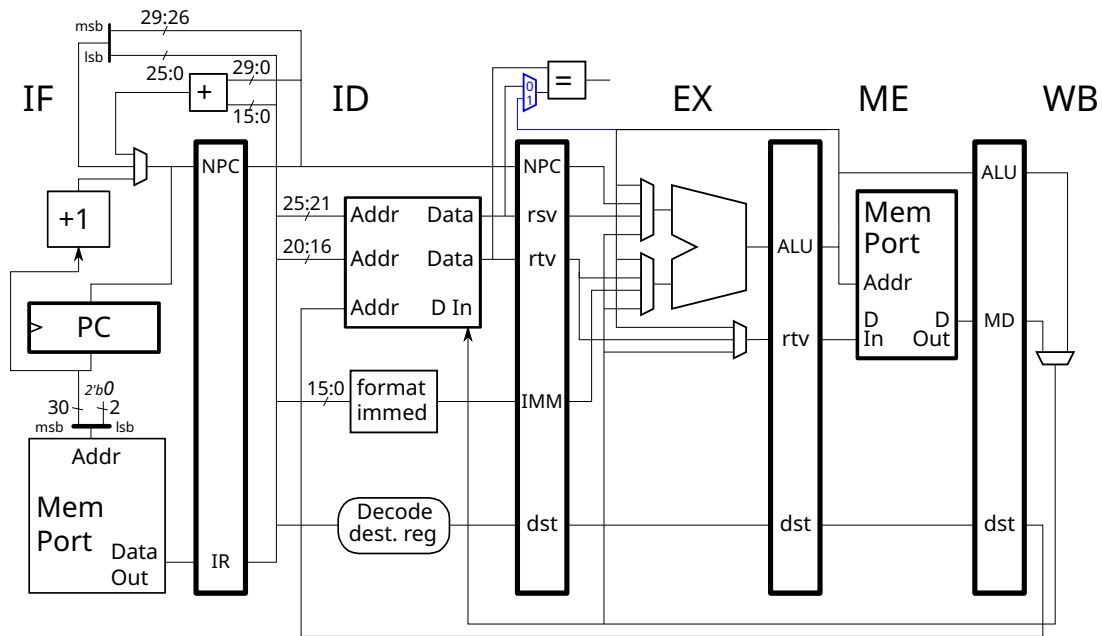 29:26
msb
lsb
25:0
29:0
15:0
+
=
0
1
IF
ID
EX
ME
WB
NPC
NPC
ALU
+1
25:21
Addr
Data
rsv
20:16
Addr
Data
rtv
Addr
D In
ALU
Mem
Port
Addr
D
In
D
Out
MD
PC
rtv
2'b0
30
2
msb
lsb
15:0
format
immed
IMM
Addr
Mem
Port
Data
Out
IR
Decode
dest. reg
dst
dst
dst